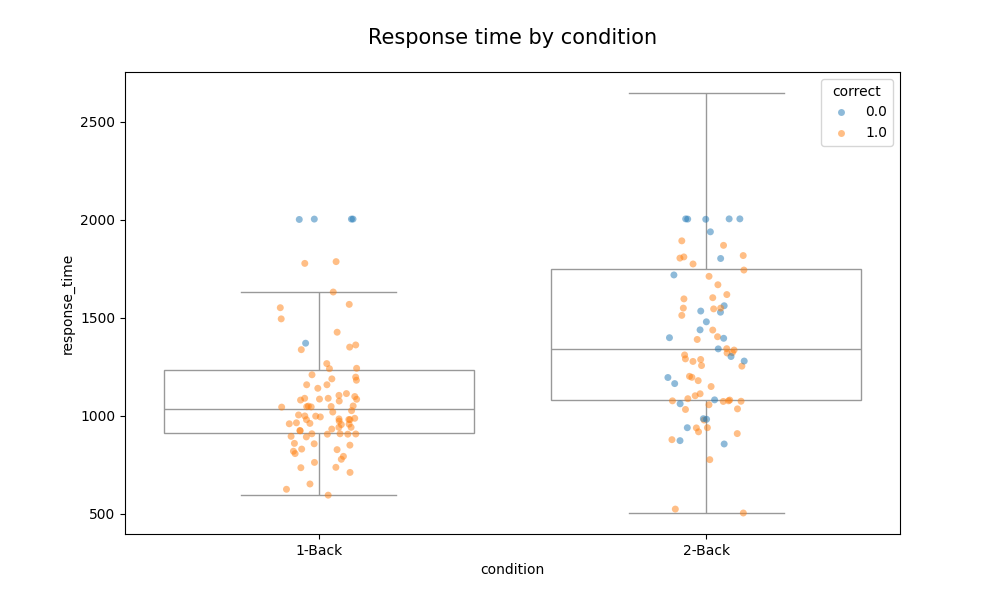 Response time by condition
correct
0.0
1.0
2500
2000
1500
1000
500
response_time
1-Back
2-Back
condition